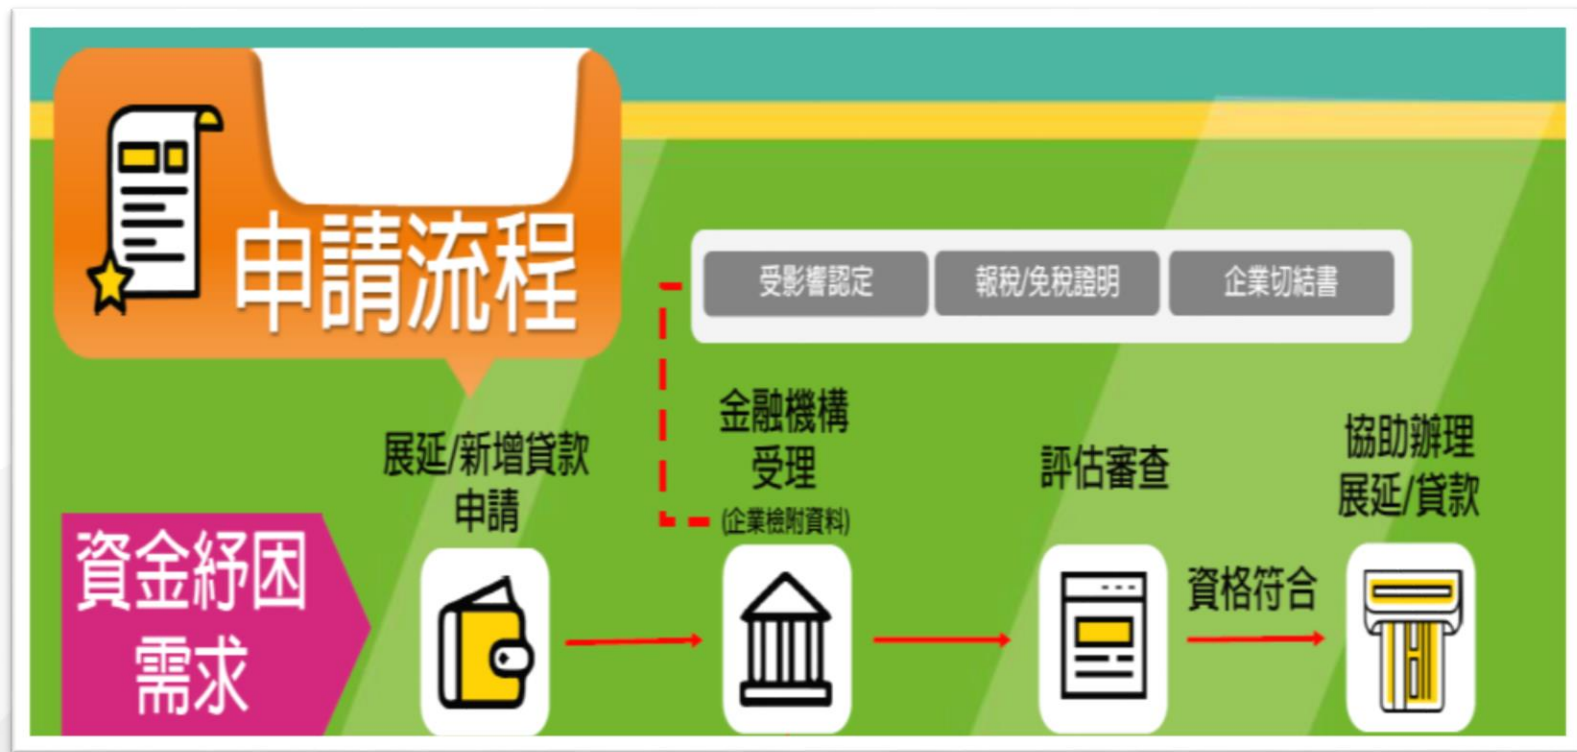 申請流程
受影響認定
報稅/免稅證明
企業切結書
展延/新增貸款
申請
金融機構
受理
(企業檢附資料)
評估審查
協助辦理
展延/貸款
資金紓困
需求
資格符合